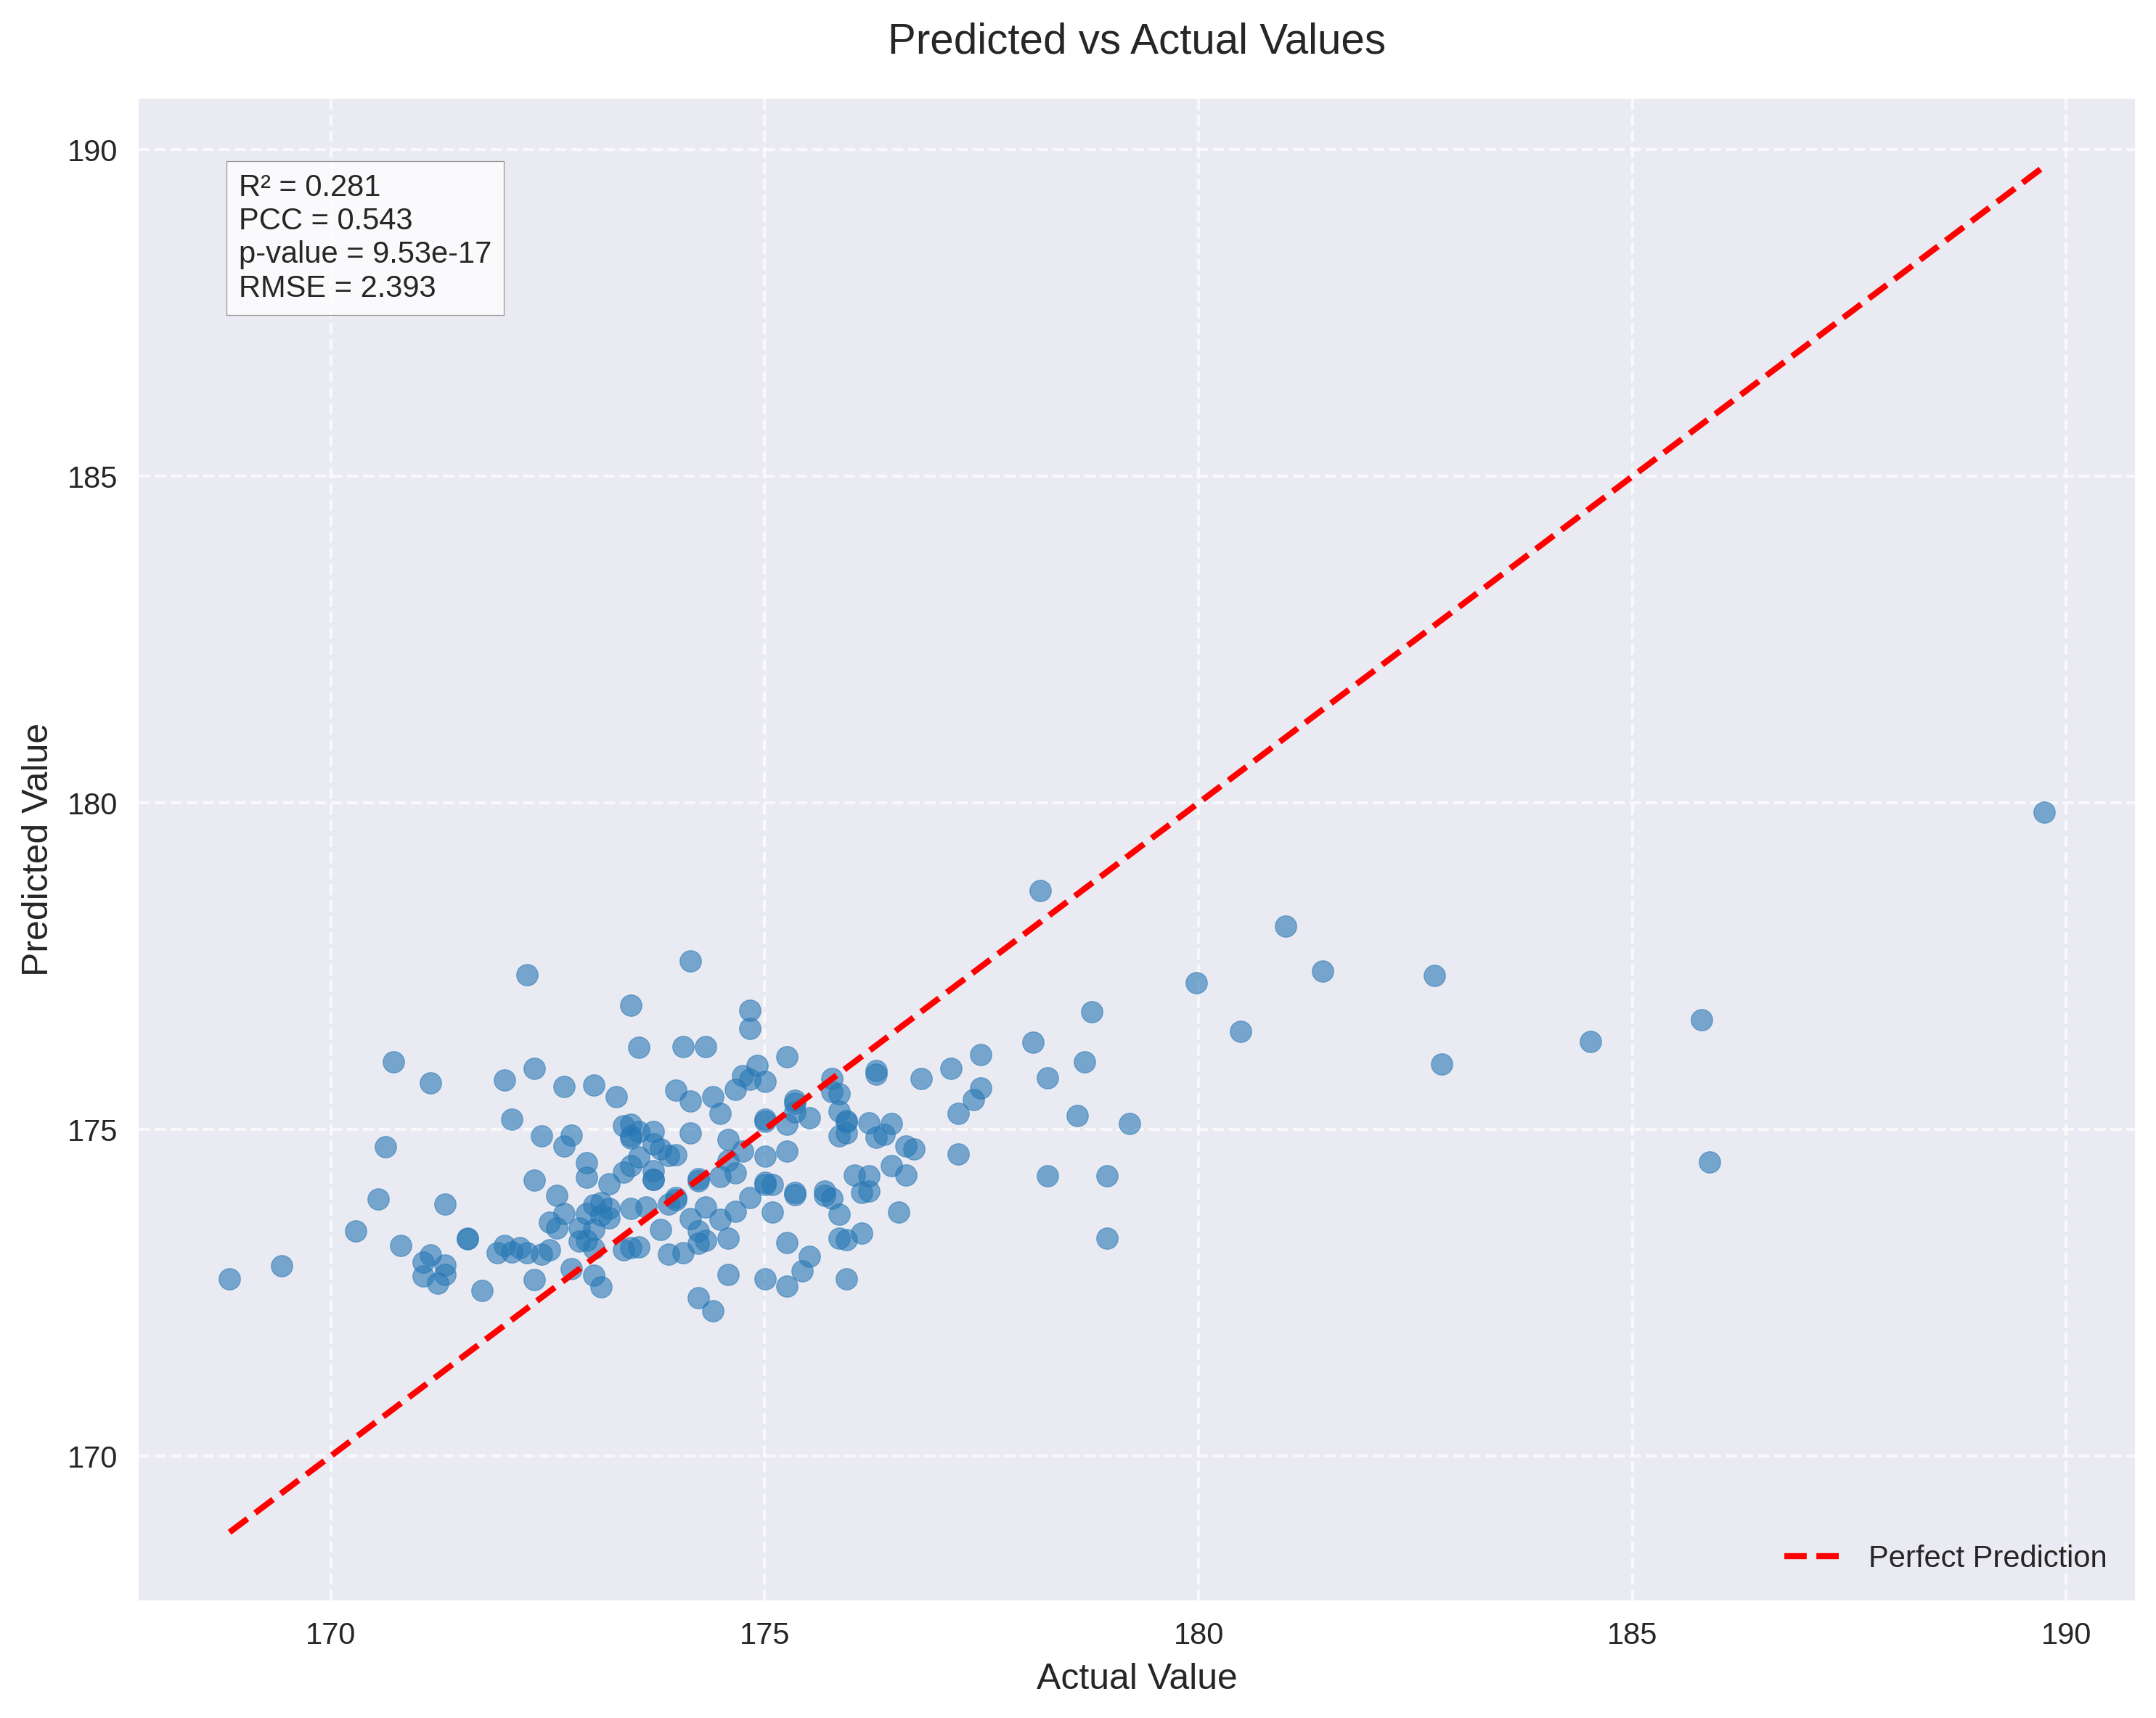 Predicted vs Actual Values
190
R² = 0.281
PCC = 0.543
p-value = 9.53e-17
RMSE = 2.393
185
180
175
170
Predicted Value
Perfect Prediction
170 175 180 185 190
Actual Value